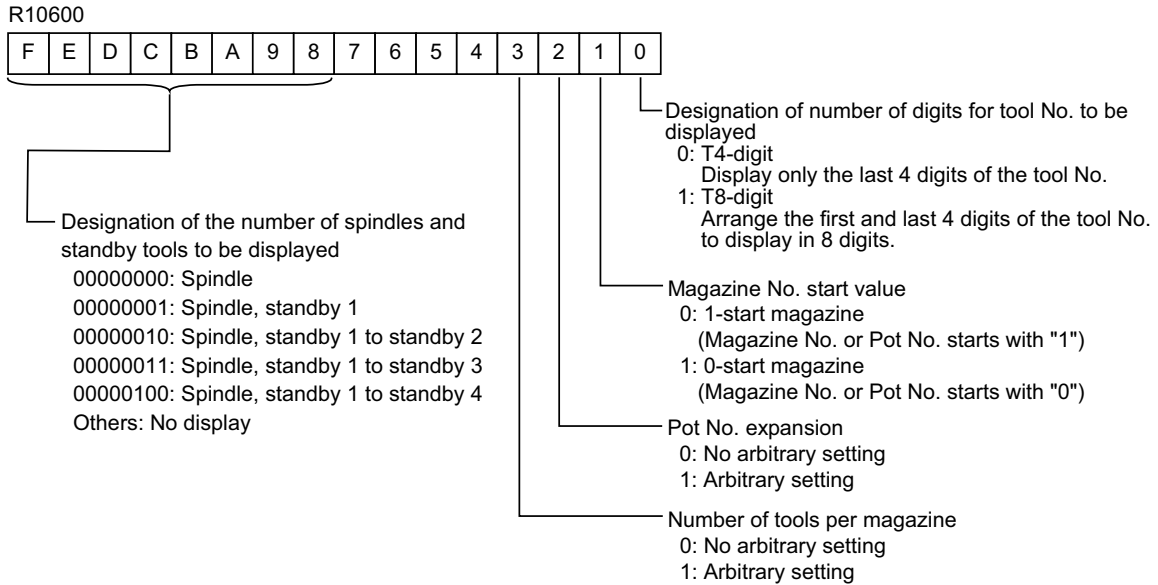 R10600
F E D C B A 9 8 7 6 5 4 3 2 1 0
Designation of number of digits for tool No. to be
displayed
0: T4-digit
Display only the last 4 digits of the tool No.
1: T8-digit
Arrange the first and last 4 digits of the tool No.
to display in 8 digits.
Designation of the number of spindles and
standby tools to be displayed
00000000: Spindle
00000001: Spindle, standby 1
00000010: Spindle, standby 1 to standby 2
00000011: Spindle, standby 1 to standby 3
00000100: Spindle, standby 1 to standby 4
Others: No display
Magazine No. start value
0: 1-start magazine
(Magazine No. or Pot No. starts with "1")
1: 0-start magazine
(Magazine No. or Pot No. starts with "0")
Pot No. expansion
0: No arbitrary setting
1: Arbitrary setting
Number of tools per magazine
0: No arbitrary setting
1: Arbitrary setting